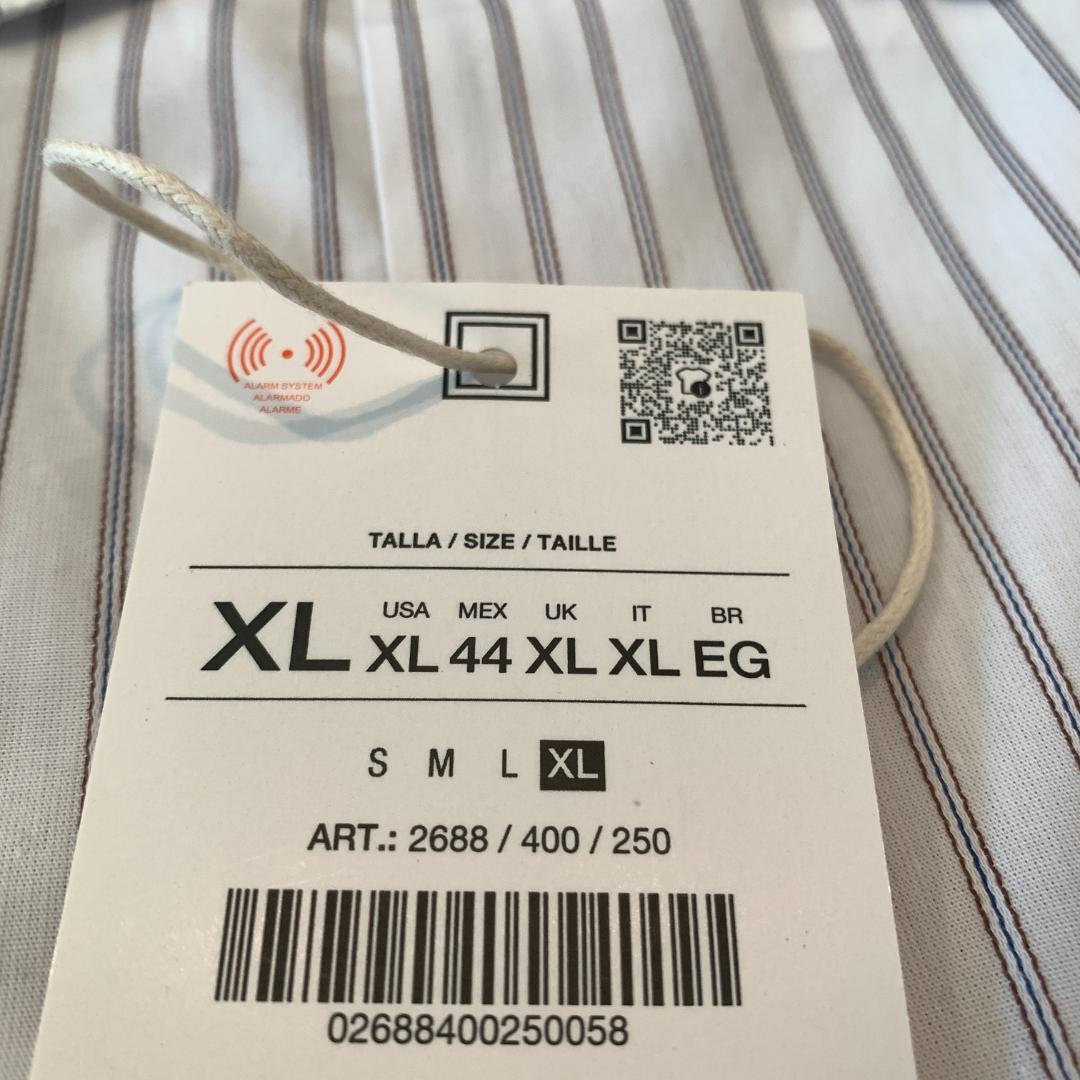 ALARM SYSTEM
ALARMADO
ALARME
TALLA / SIZE / TAILLE
XL USA XL MEX 44 UK XL IT XL BR EG
S M L XL
ART.: 2688 / 400 / 250
02688400250058